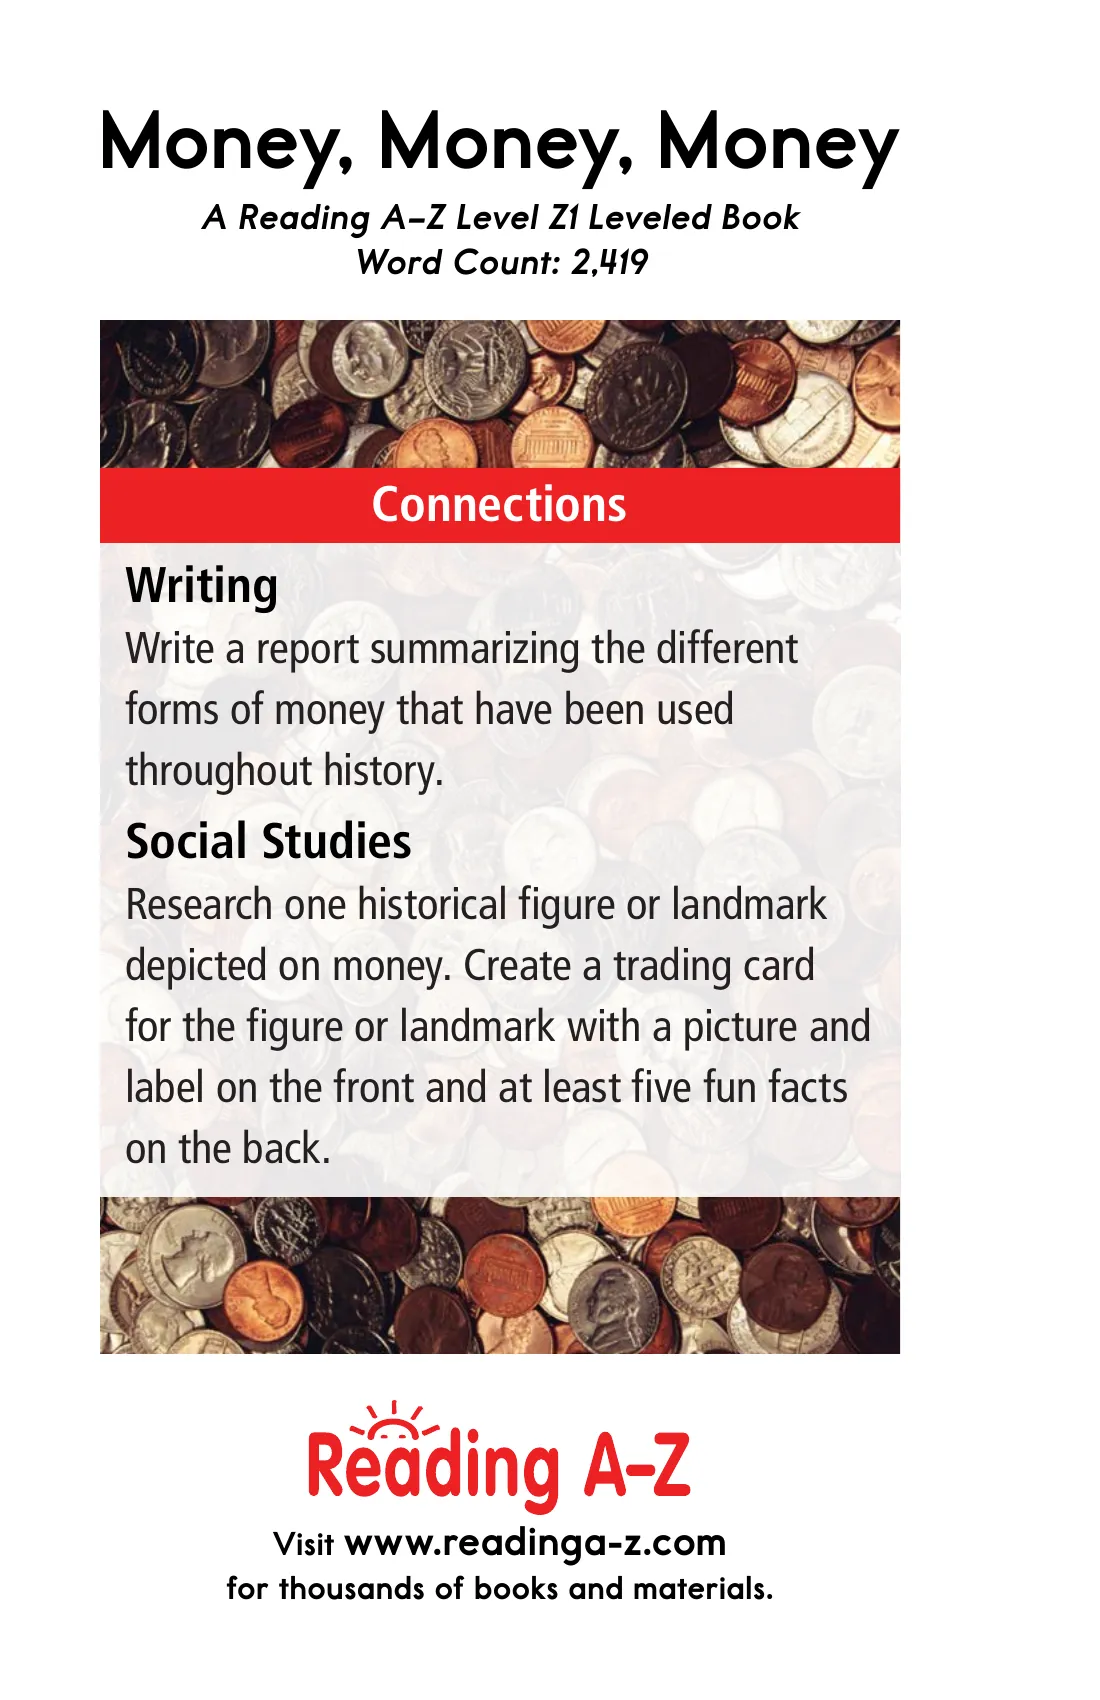 Money, Money, Money
A Reading A–Z Level Z1 Leveled Book
Word Count: 2,419
Connections
Writing
Write a report summarizing the different
forms of money that have been used
throughout history.
Social Studies
Research one historical figure or landmark
depicted on money. Create a trading card
for the figure or landmark with a picture and
label on the front and at least five fun facts
on the back.
Reading A–Z
Visit www.readinga-z.com
for thousands of books and materials.